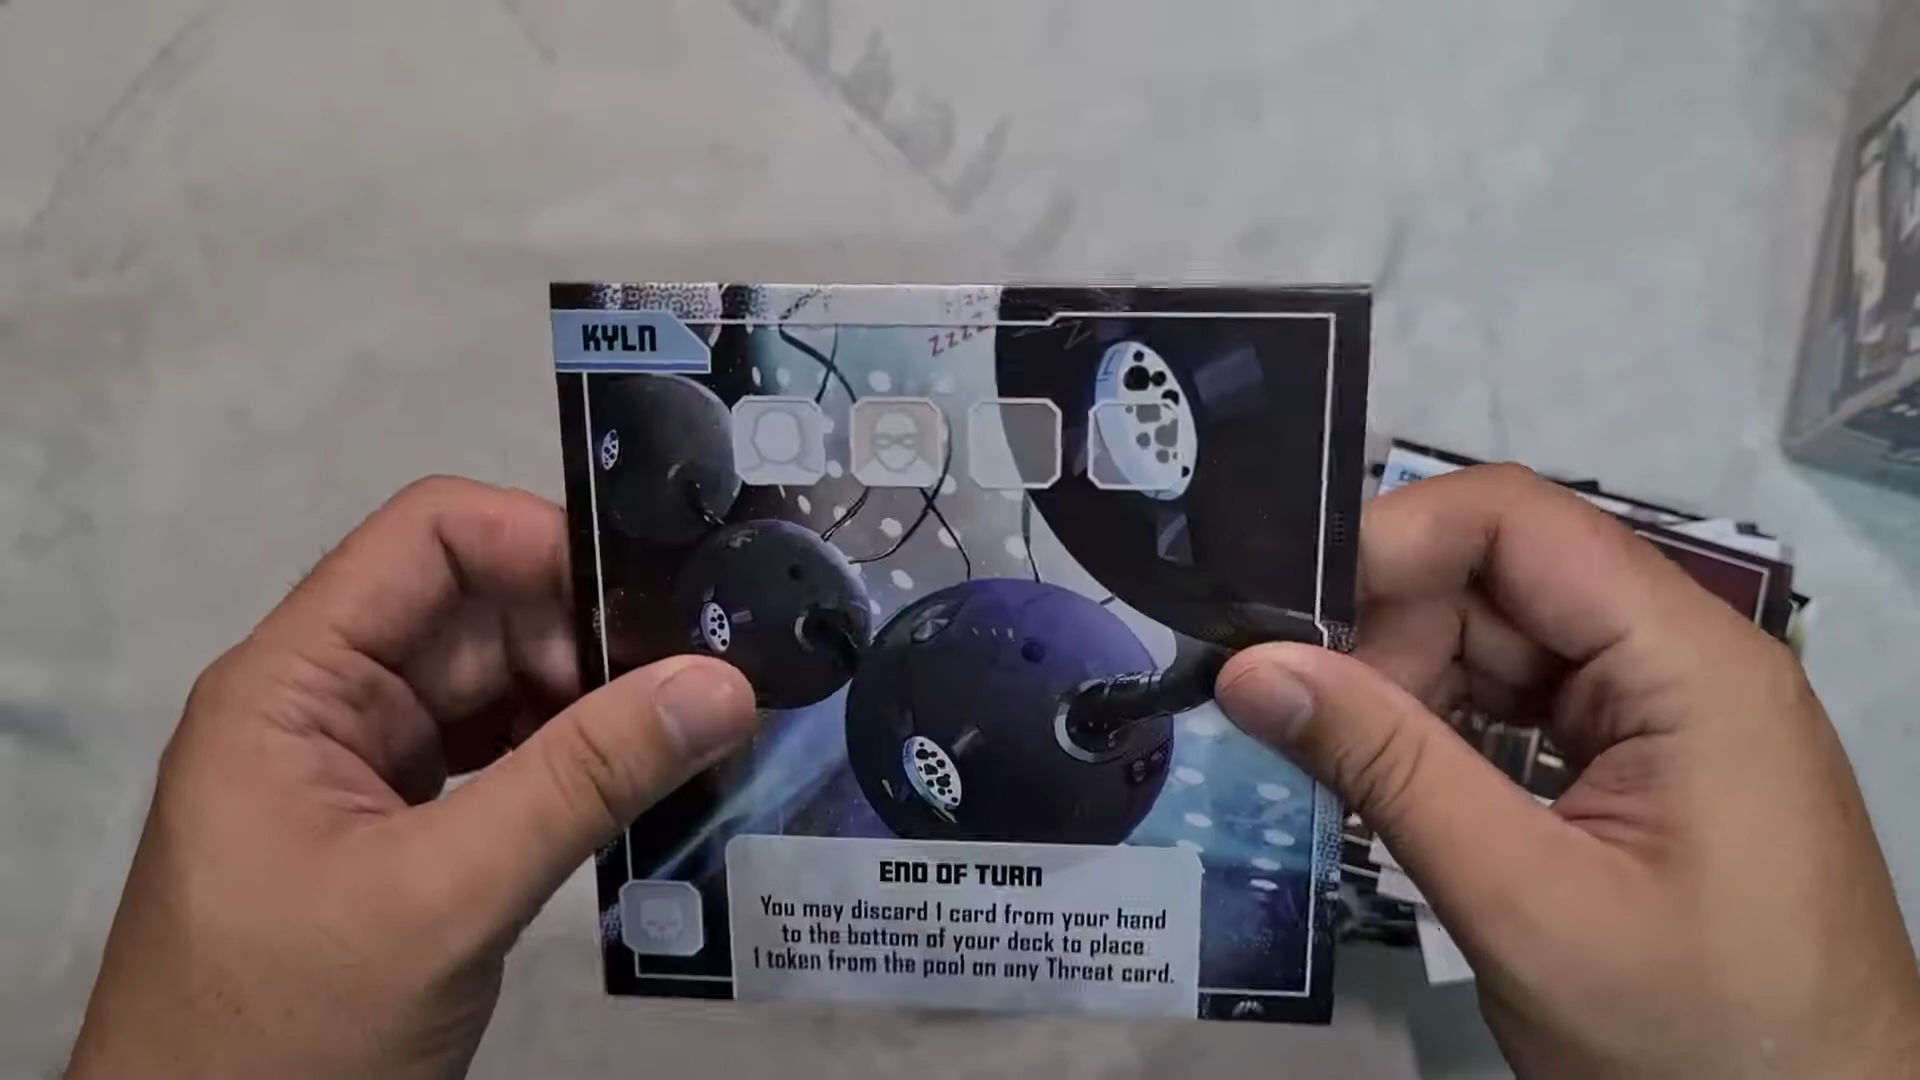 KYLN
zzzz z
END OF TURN
You may discard 1 card from your hand
to the bottom of your deck to place
1 token from the pool on any Threat card.